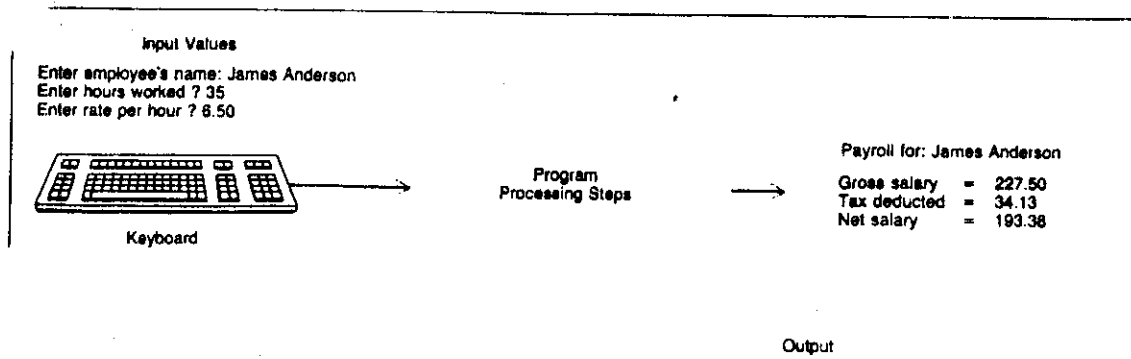 Input Values
Enter employee's name: James Anderson
Enter hours worked ? 35
Enter rate per hour ? 6.50
Keyboard
Program
Processing Steps
Payroll for: James Anderson
Gross salary = 227.50
Tax deducted = 34.13
Net salary = 193.38
Output